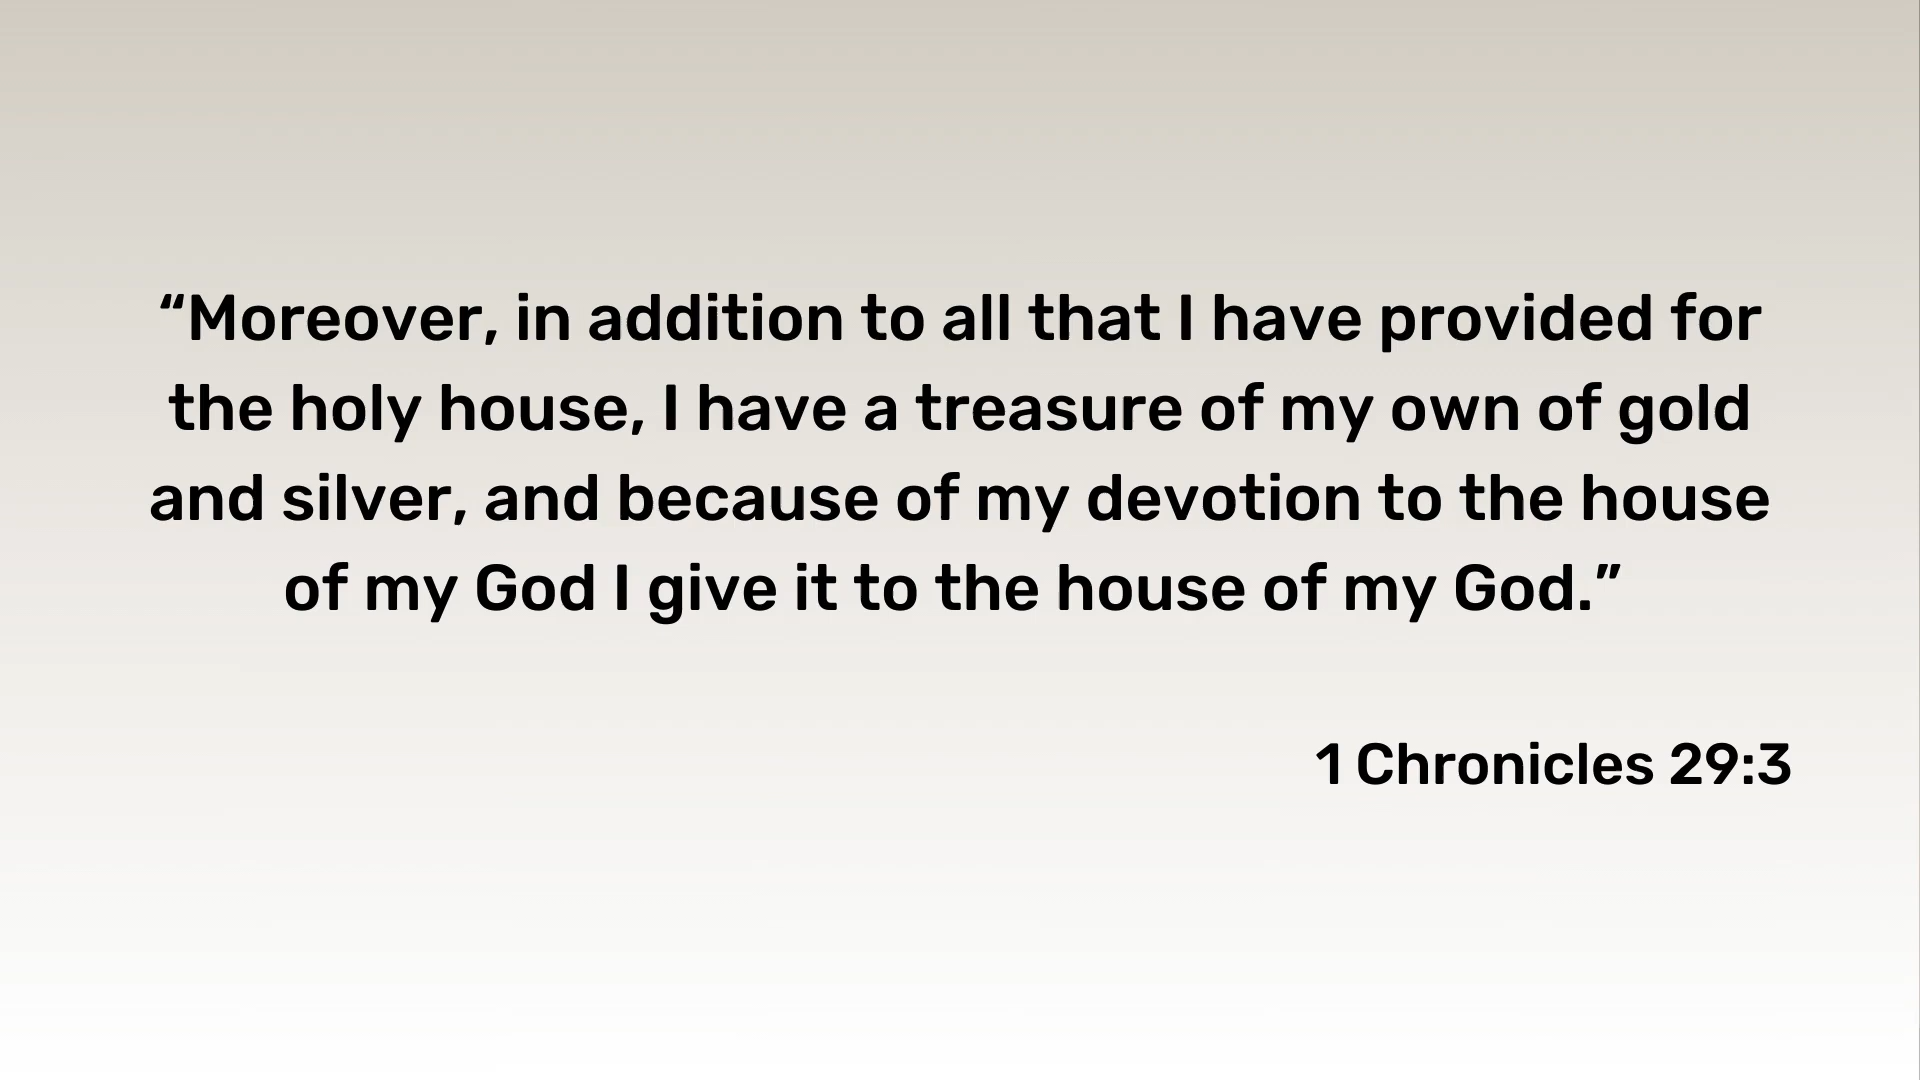 “Moreover, in addition to all that I have provided for
the holy house, I have a treasure of my own of gold
and silver, and because of my devotion to the house
of my God I give it to the house of my God.”
1 Chronicles 29:3